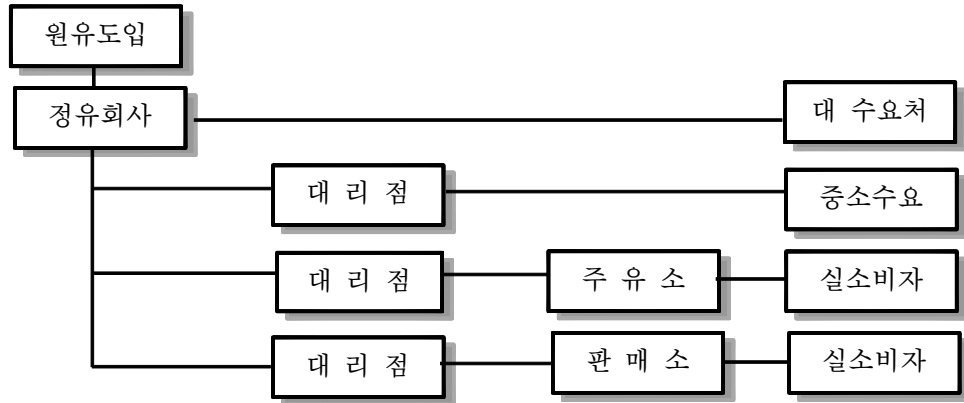 원유도입
정유회사
대 수요처
대 리 점
중소수요
대 리 점
주 유 소
실소비자
대 리 점
판 매 소
실소비자